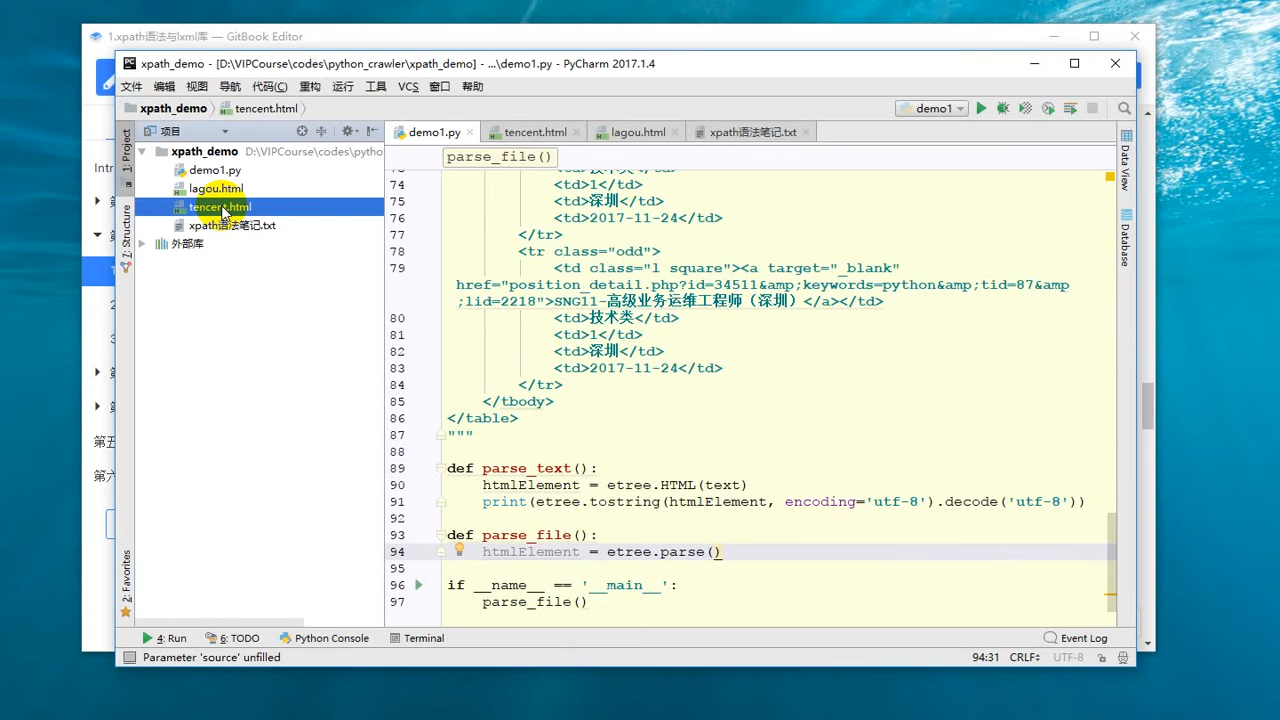 1.xpath语法与lxml库 — GitBook Editor
xpath_demo - [D:\VIPCourse\codes\python_crawler\xpath_demo] - ...\demo1.py - PyCharm 2017.1.4
文件 编辑 视图 导航 代码(C) 重构 运行 工具 VCS 窗口 帮助
xpath_demo tencent.html demo1
项目 demo1.py tencent.html lagou.html xpath语法笔记.txt
xpath_demo D:\VIPCourse\codes\pytho
demo1.py
lagou.html
tencent.html
xpath语法笔记.txt
外部库
Intr
第五
第六
1: Project
7: Structure
2: Favorites
parse_file()
74 <td>1</td>
75 <td>深圳</td>
76 <td>2017-11-24</td>
77 </tr>
78 <tr class="odd">
79 <td class="l square"><a target="_blank"
href="position_detail.php?id=34511&amp;keywords=python&amp;tid=87&amp
;lid=2218">SNG11-高级业务运维工程师（深圳）</a></td>
80 <td>技术类</td>
81 <td>1</td>
82 <td>深圳</td>
83 <td>2017-11-24</td>
84 </tr>
85 </tbody>
86 </table>
87 """
88
89 def parse_text():
90 htmlElement = etree.HTML(text)
91 print(etree.tostring(htmlElement, encoding='utf-8').decode('utf-8'))
92
93 def parse_file():
94 htmlElement = etree.parse()
95
96 if __name__ == '__main__':
97 parse_file()
Data View
Database
4: Run 6: TODO Python Console Terminal Event Log
Parameter 'source' unfilled 94:31 CRLF UTF-8